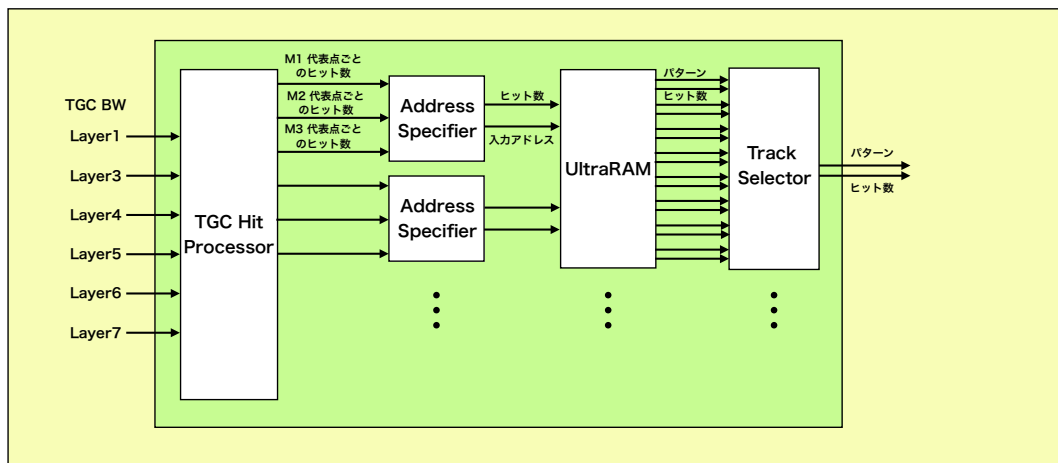 TGC BW
Layer1
Layer3
Layer4
Layer5
Layer6
Layer7
TGC Hit
Processor
M1 代表点ごと
のヒット数
M2 代表点ごと
のヒット数
M3 代表点ごと
のヒット数
Address
Specifier
Address
Specifier
ヒット数
入力アドレス
UltraRAM
パターン
ヒット数
Track
Selector
パターン
ヒット数